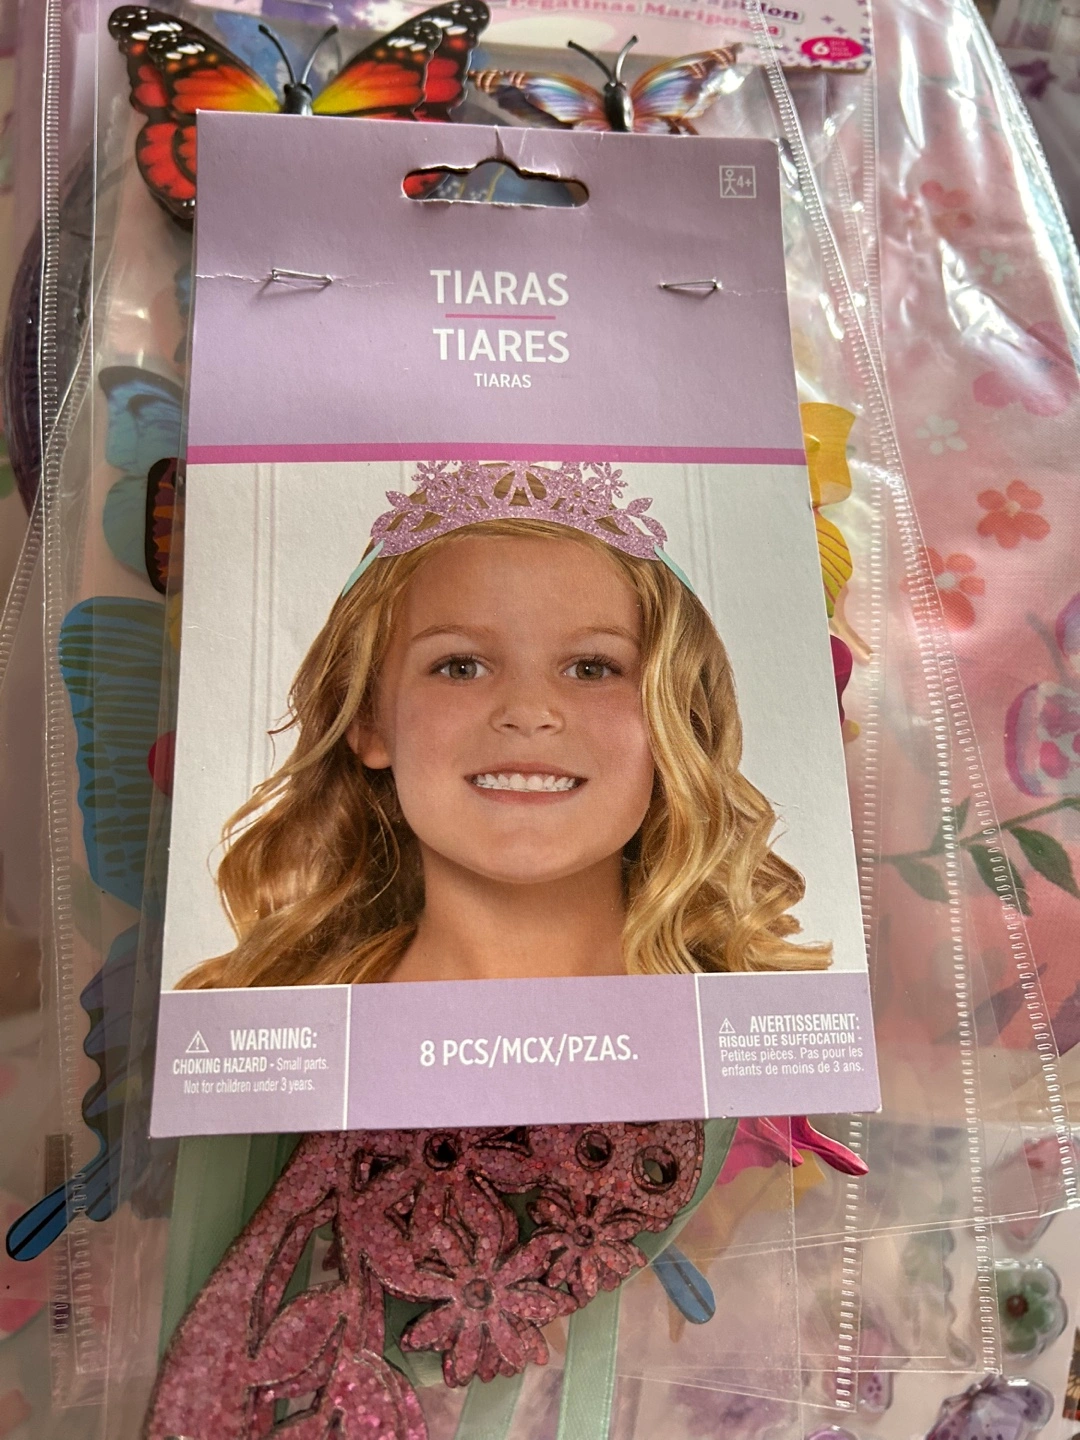 Pegatinas Mariposa
6
4+
TIARAS
TIARES
TIARAS
WARNING:
CHOKING HAZARD - Small parts.
Not for children under 3 years.
8 PCS/MCX/PZAS.
AVERTISSEMENT:
RISQUE DE SUFFOCATION -
Petites pièces. Pas pour les
enfants de moins de 3 ans.